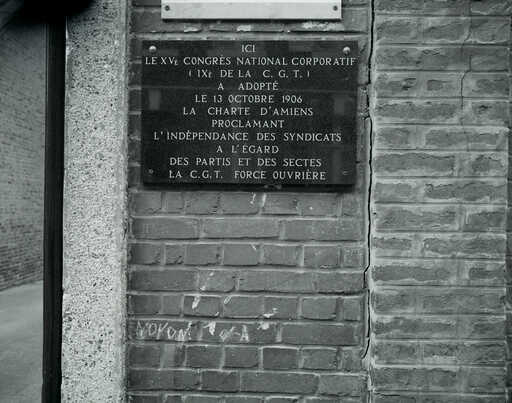 ICI
LE XVE CONGRÈS NATIONAL CORPORATIF
( IXE DE LA C.G.T. )
A ADOPTÉ
LE 13 OCTOBRE 1906
LA CHARTE D'AMIENS
PROCLAMANT
L'INDÉPENDANCE DES SYNDICATS
A L'ÉGARD
DES PARTIS ET DES SECTES
LA C.G.T. FORCE OUVRIÈRE